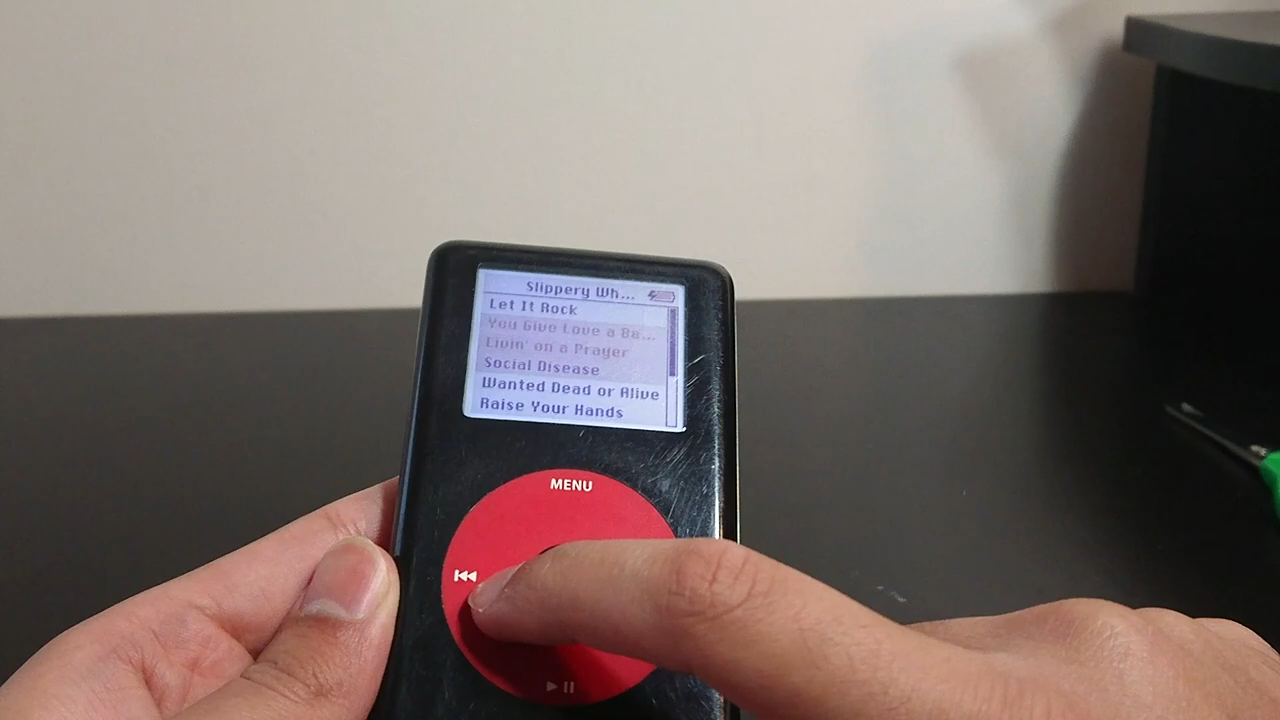 Slippery Wh...
Let It Rock
You Give Love a Ba...
Livin' on a Prayer
Social Disease
Wanted Dead or Alive
Raise Your Hands
MENU